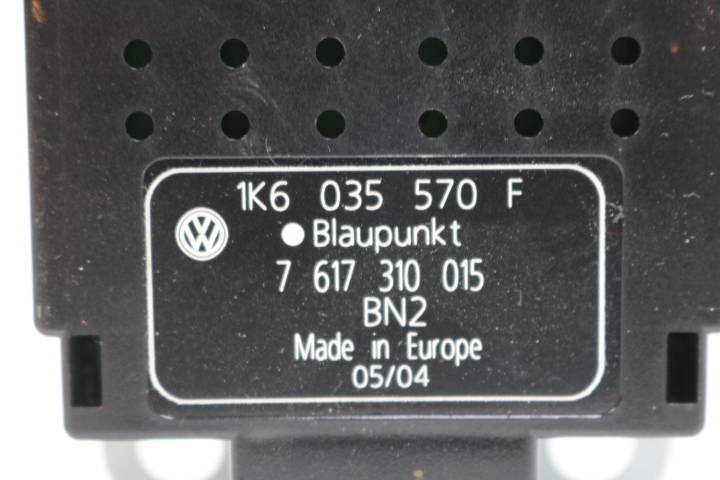 1K6 035 570 F
Blaupunkt
7 617 310 015
BN2
Made in Europe
05/04